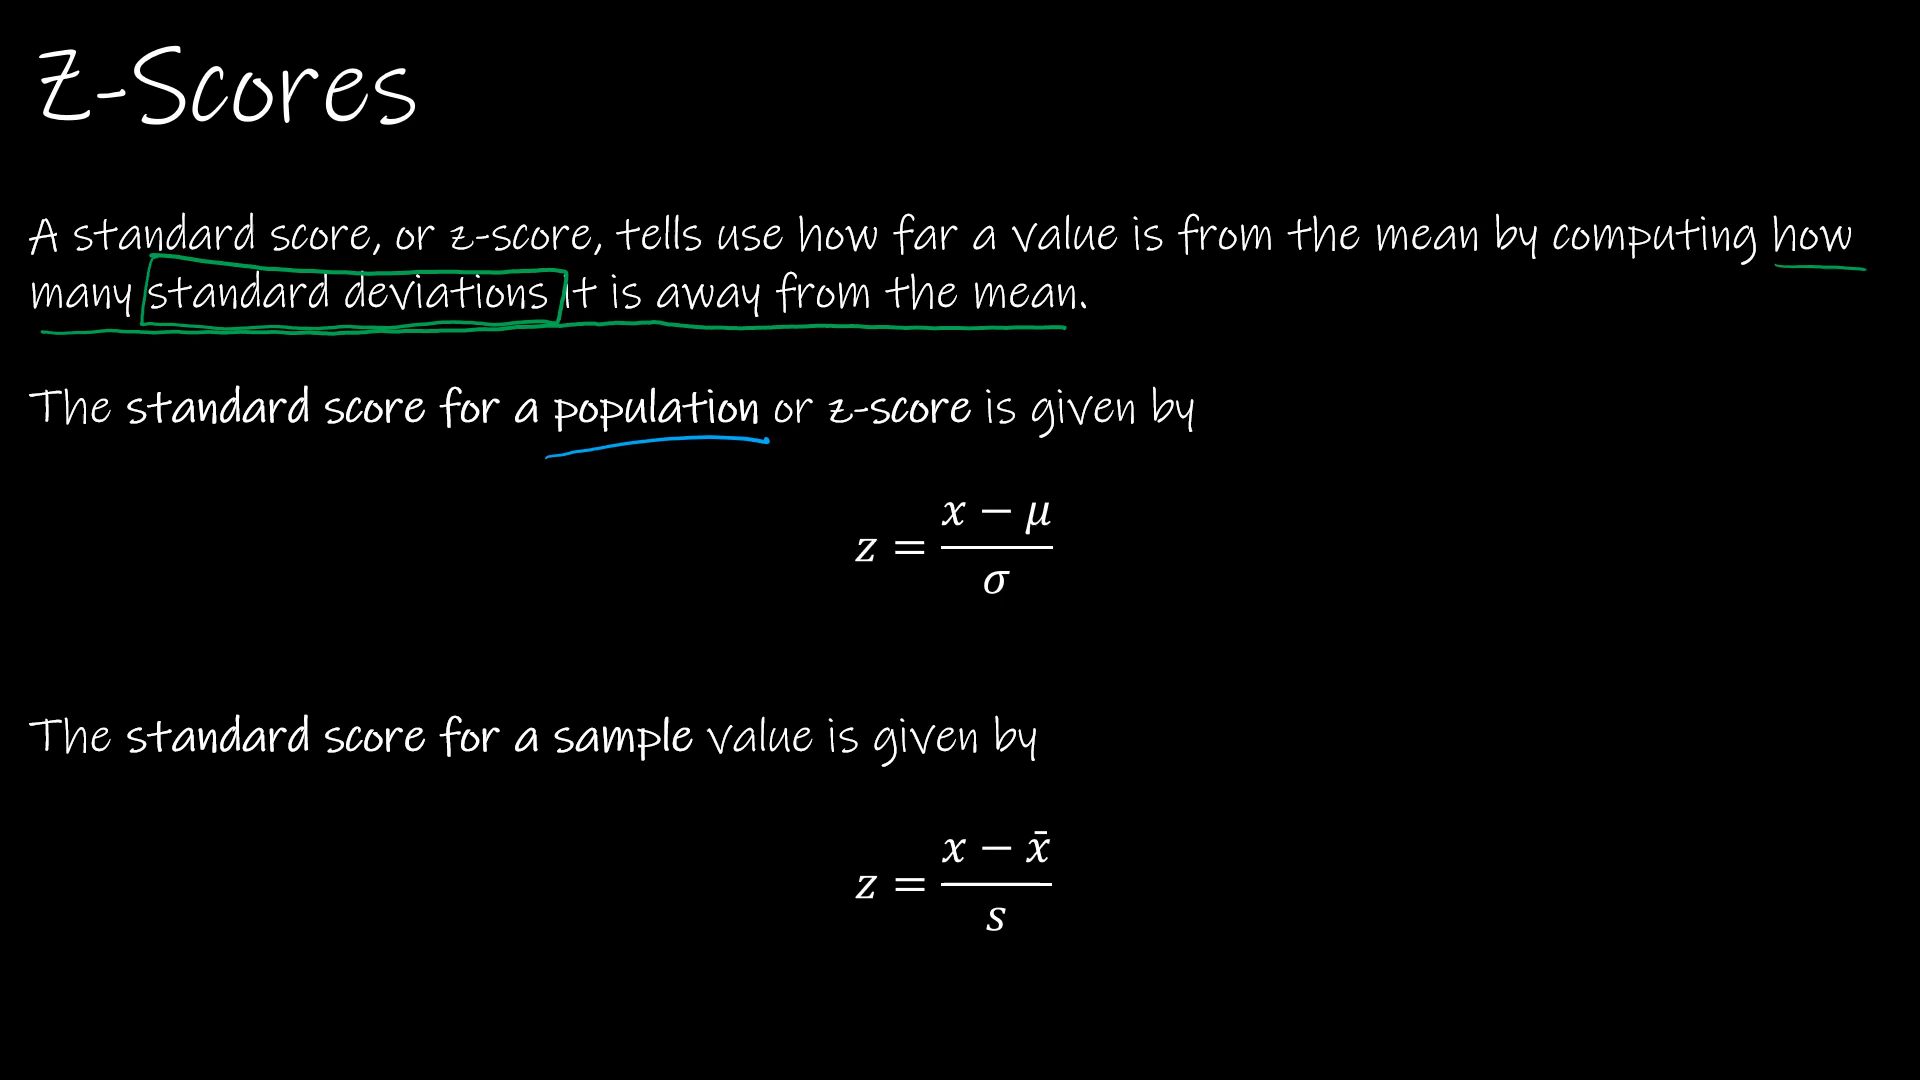 Z-Scores
A standard score, or z-score, tells use how far a value is from the mean by computing how
many standard deviations it is away from the mean.
The standard score for a population or z-score is given by
z = \frac{x - μ}{σ}
The standard score for a sample value is given by
z = \frac{x - x̄}{s}